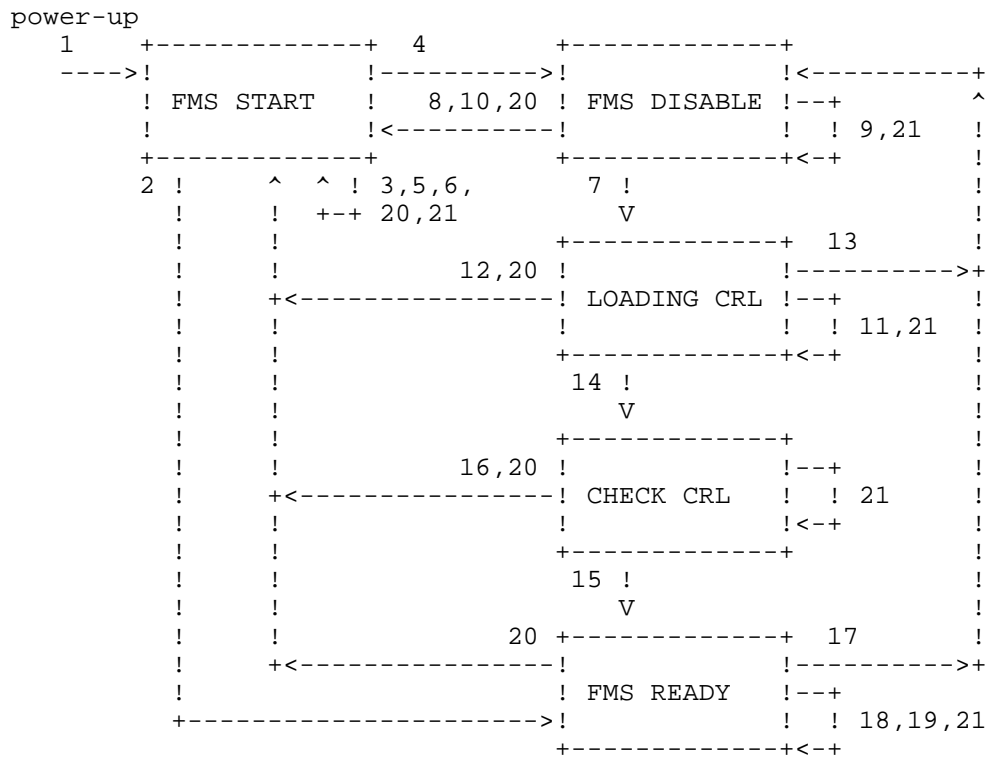 power-up
1 4
FMS START 8,10,20 FMS DISABLE
9,21
2 3,5,6, 7
20,21
13
12,20
LOADING CRL
11,21
14
16,20
CHECK CRL 21
15
20 17
FMS READY
18,19,21